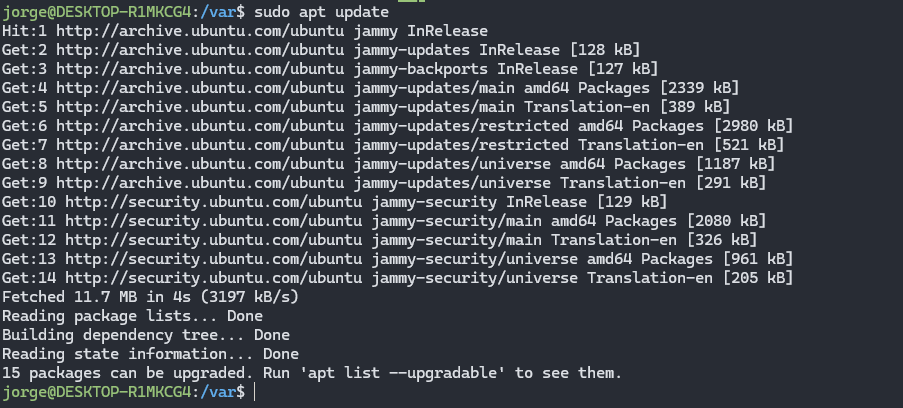 jorge@DESKTOP-R1MKCG4:/var$ sudo apt update
Hit:1 http://archive.ubuntu.com/ubuntu jammy InRelease
Get:2 http://archive.ubuntu.com/ubuntu jammy-updates InRelease [128 kB]
Get:3 http://archive.ubuntu.com/ubuntu jammy-backports InRelease [127 kB]
Get:4 http://archive.ubuntu.com/ubuntu jammy-updates/main amd64 Packages [2339 kB]
Get:5 http://archive.ubuntu.com/ubuntu jammy-updates/main Translation-en [389 kB]
Get:6 http://archive.ubuntu.com/ubuntu jammy-updates/restricted amd64 Packages [2980 kB]
Get:7 http://archive.ubuntu.com/ubuntu jammy-updates/restricted Translation-en [521 kB]
Get:8 http://archive.ubuntu.com/ubuntu jammy-updates/universe amd64 Packages [1187 kB]
Get:9 http://archive.ubuntu.com/ubuntu jammy-updates/universe Translation-en [291 kB]
Get:10 http://security.ubuntu.com/ubuntu jammy-security InRelease [129 kB]
Get:11 http://security.ubuntu.com/ubuntu jammy-security/main amd64 Packages [2080 kB]
Get:12 http://security.ubuntu.com/ubuntu jammy-security/main Translation-en [326 kB]
Get:13 http://security.ubuntu.com/ubuntu jammy-security/universe amd64 Packages [961 kB]
Get:14 http://security.ubuntu.com/ubuntu jammy-security/universe Translation-en [205 kB]
Fetched 11.7 MB in 4s (3197 kB/s)
Reading package lists... Done
Building dependency tree... Done
Reading state information... Done
15 packages can be upgraded. Run 'apt list --upgradable' to see them.
jorge@DESKTOP-R1MKCG4:/var$